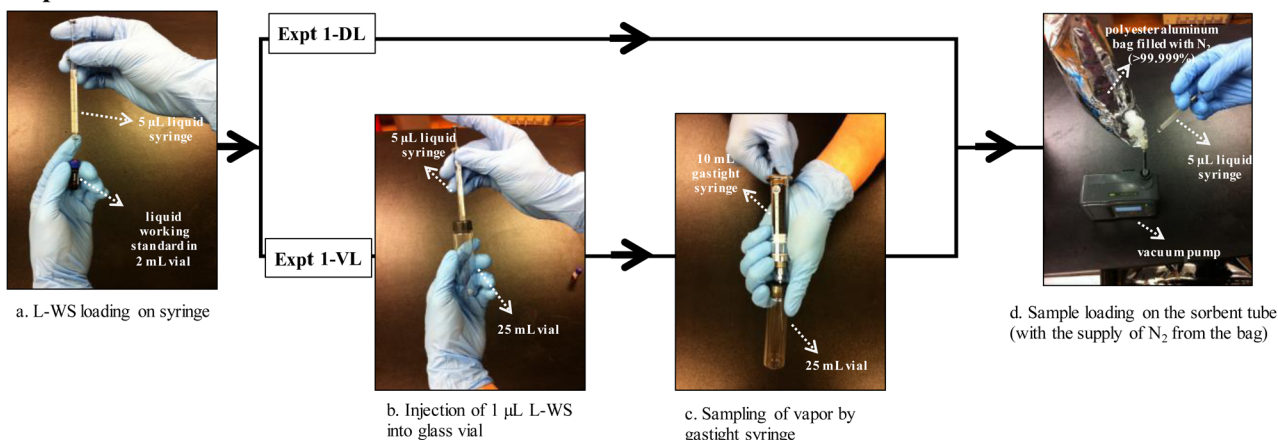 Expt 1-DL
Expt 1-VL
5 µL liquid
syringe
liquid
working
standard in
2 mL vial
a. L-WS loading on syringe
5 µL liquid
syringe
25 mL vial
b. Injection of 1 µL L-WS
into glass vial
10 mL
gastight
syringe
25 mL vial
c. Sampling of vapor by
gastight syringe
polyester aluminum
bag filled with N₂
(>99.999%)
5 µL liquid
syringe
vacuum pump
d. Sample loading on the sorbent tube
(with the supply of N₂ from the bag)